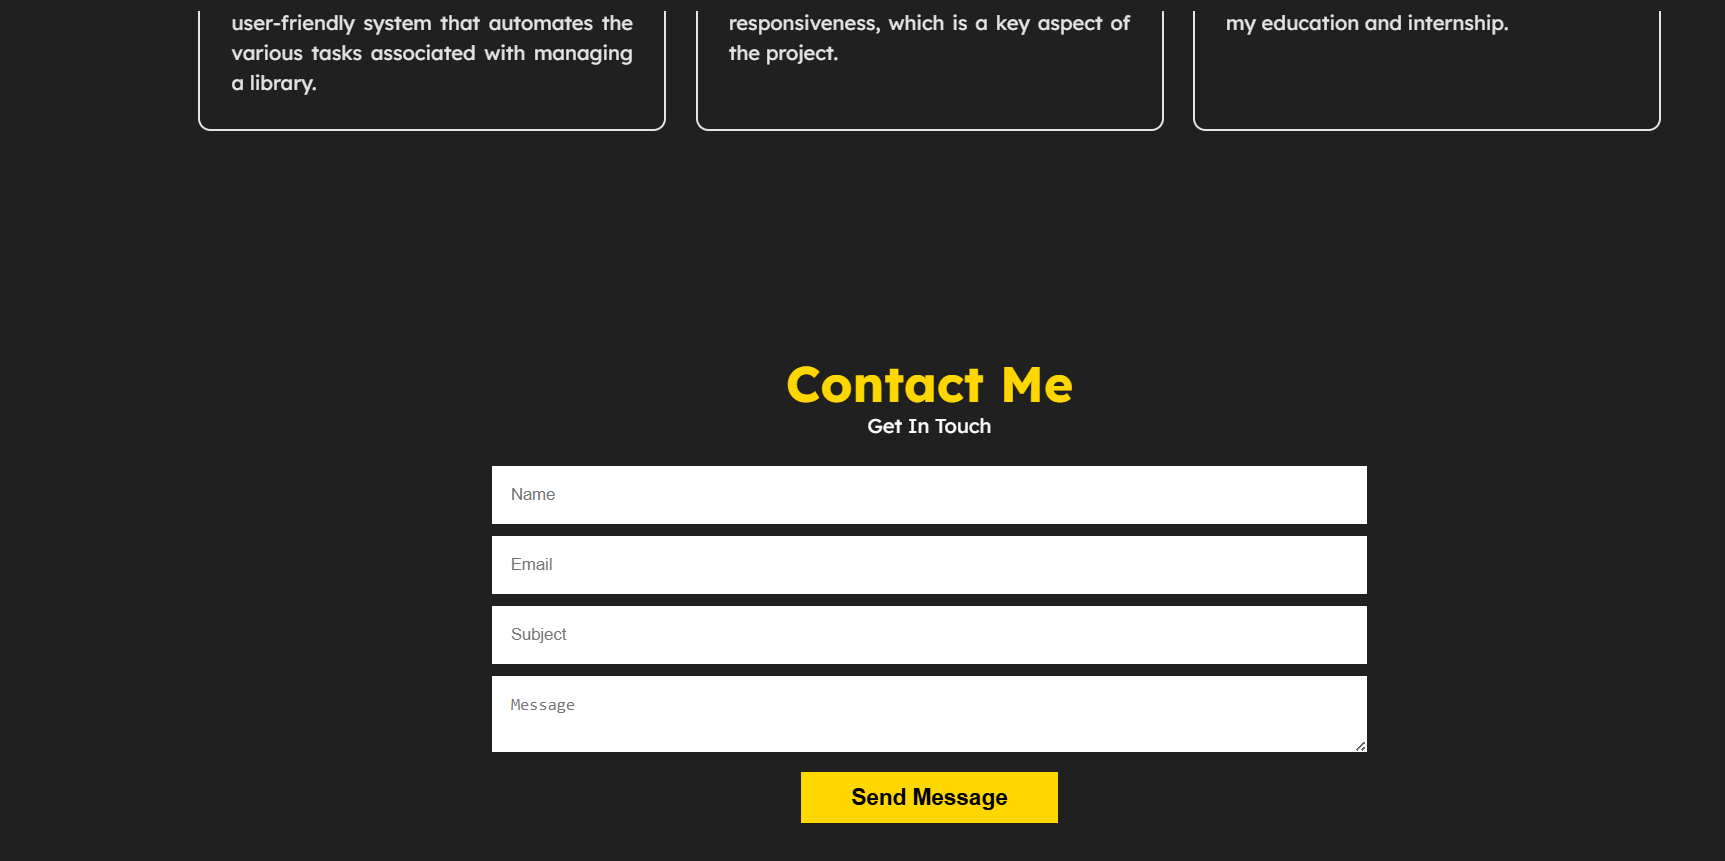 user-friendly system that automates the
various tasks associated with managing
a library.
responsiveness, which is a key aspect of
the project.
my education and internship.
Contact Me
Get In Touch
Name
Email
Subject
Message
Send Message